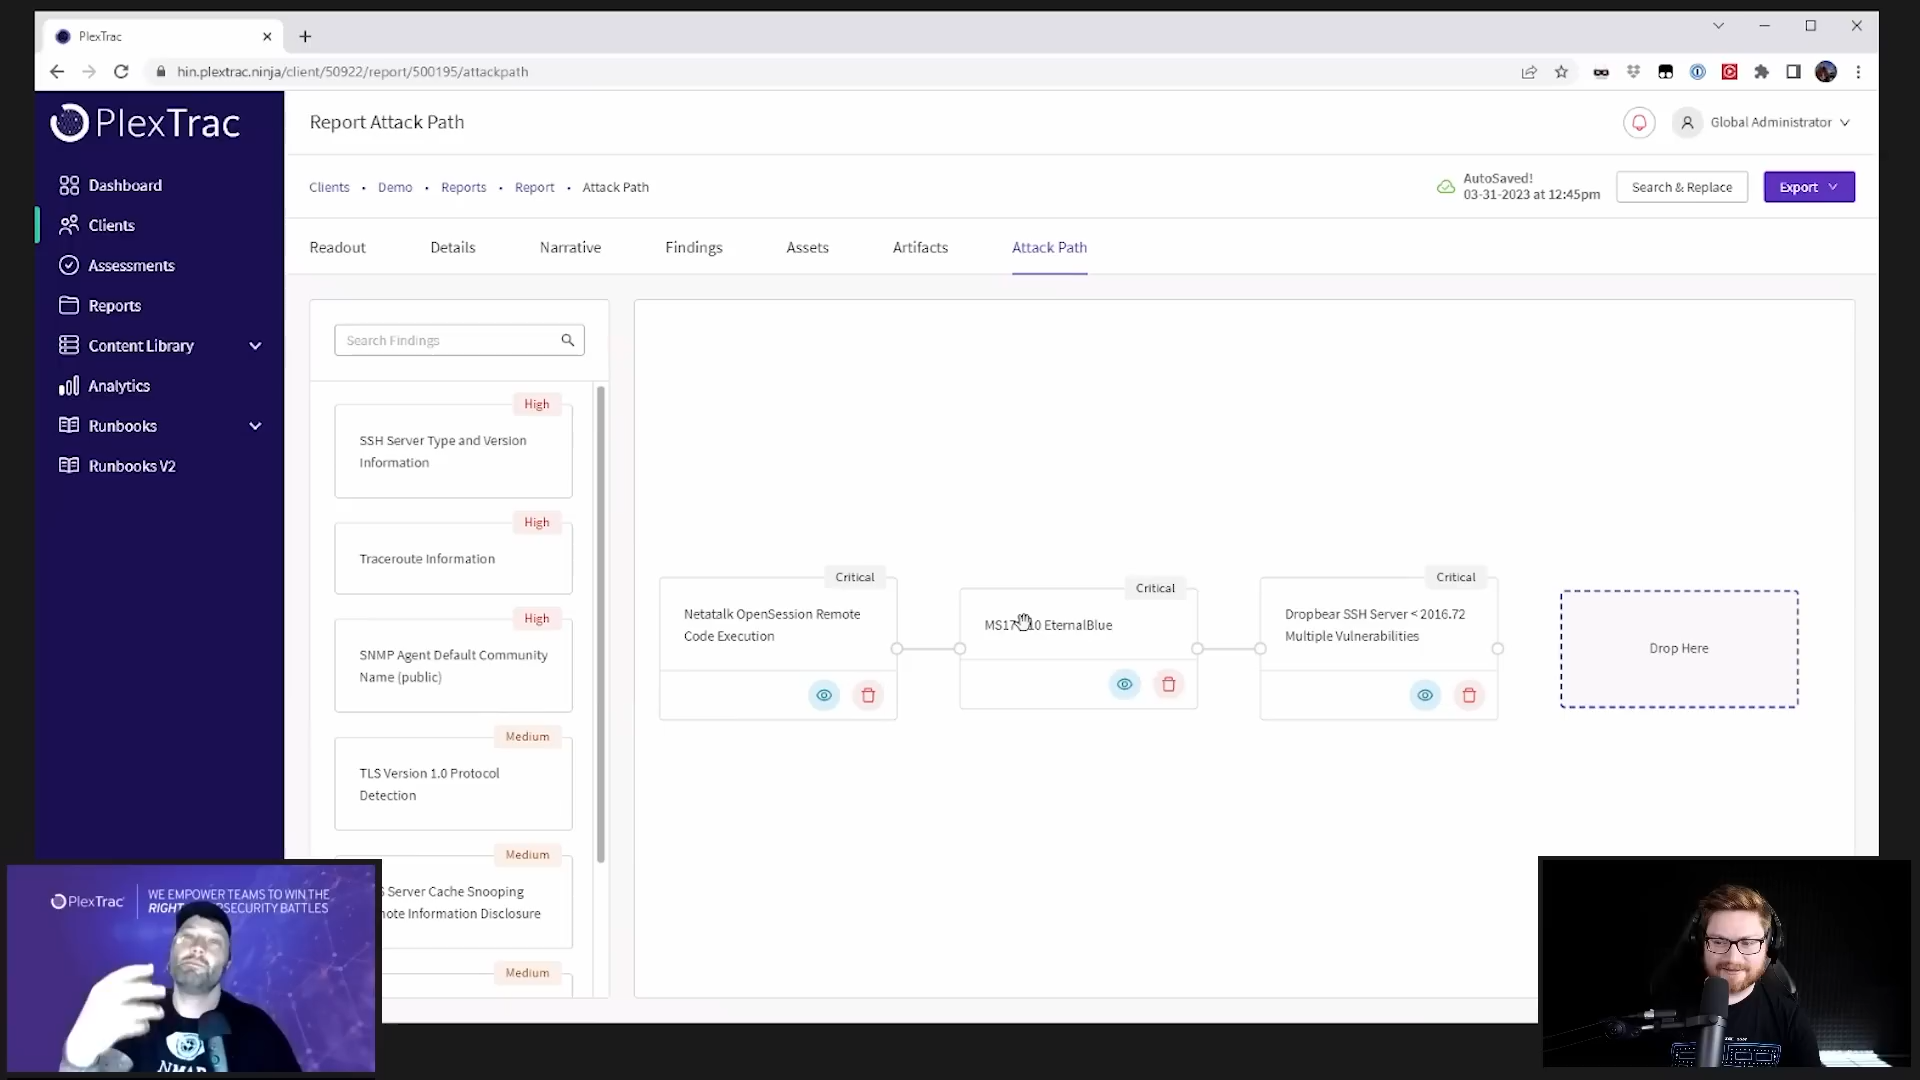 PlexTrac
hin.plextrac.ninja/client/50922/report/500195/attackpath
PlexTrac
Report Attack Path
Global Administrator
Dashboard
Clients
Assessments
Reports
Content Library
Analytics
Runbooks
Runbooks V2
Clients • Demo • Reports • Report • Attack Path
AutoSaved!
03-31-2023 at 12:45pm
Search & Replace
Export
Readout
Details
Narrative
Findings
Assets
Artifacts
Attack Path
Search Findings
High
SSH Server Type and Version
Information
High
Traceroute Information
High
SNMP Agent Default Community
Name (public)
Medium
TLS Version 1.0 Protocol
Detection
Medium
Server Cache Snooping
Information Disclosure
Medium
Critical
Netatalk OpenSession Remote
Code Execution
Critical
EternalBlue
Critical
Dropbear SSH Server < 2016.72
Multiple Vulnerabilities
Drop Here
PlexTrac
WE EMPOWER TEAMS TO WIN THE
RIGHT BATTLES
NMAP